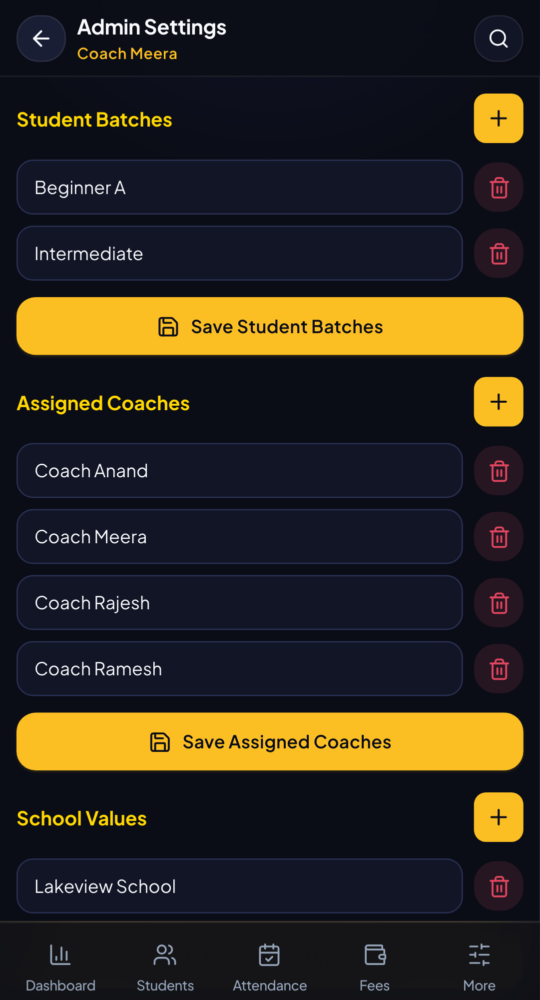 Admin Settings
Coach Meera
Student Batches
Beginner A
Intermediate
Save Student Batches
Assigned Coaches
Coach Anand
Coach Meera
Coach Rajesh
Coach Ramesh
Save Assigned Coaches
School Values
Lakeview School
Dashboard
Students
Attendance
Fees
More